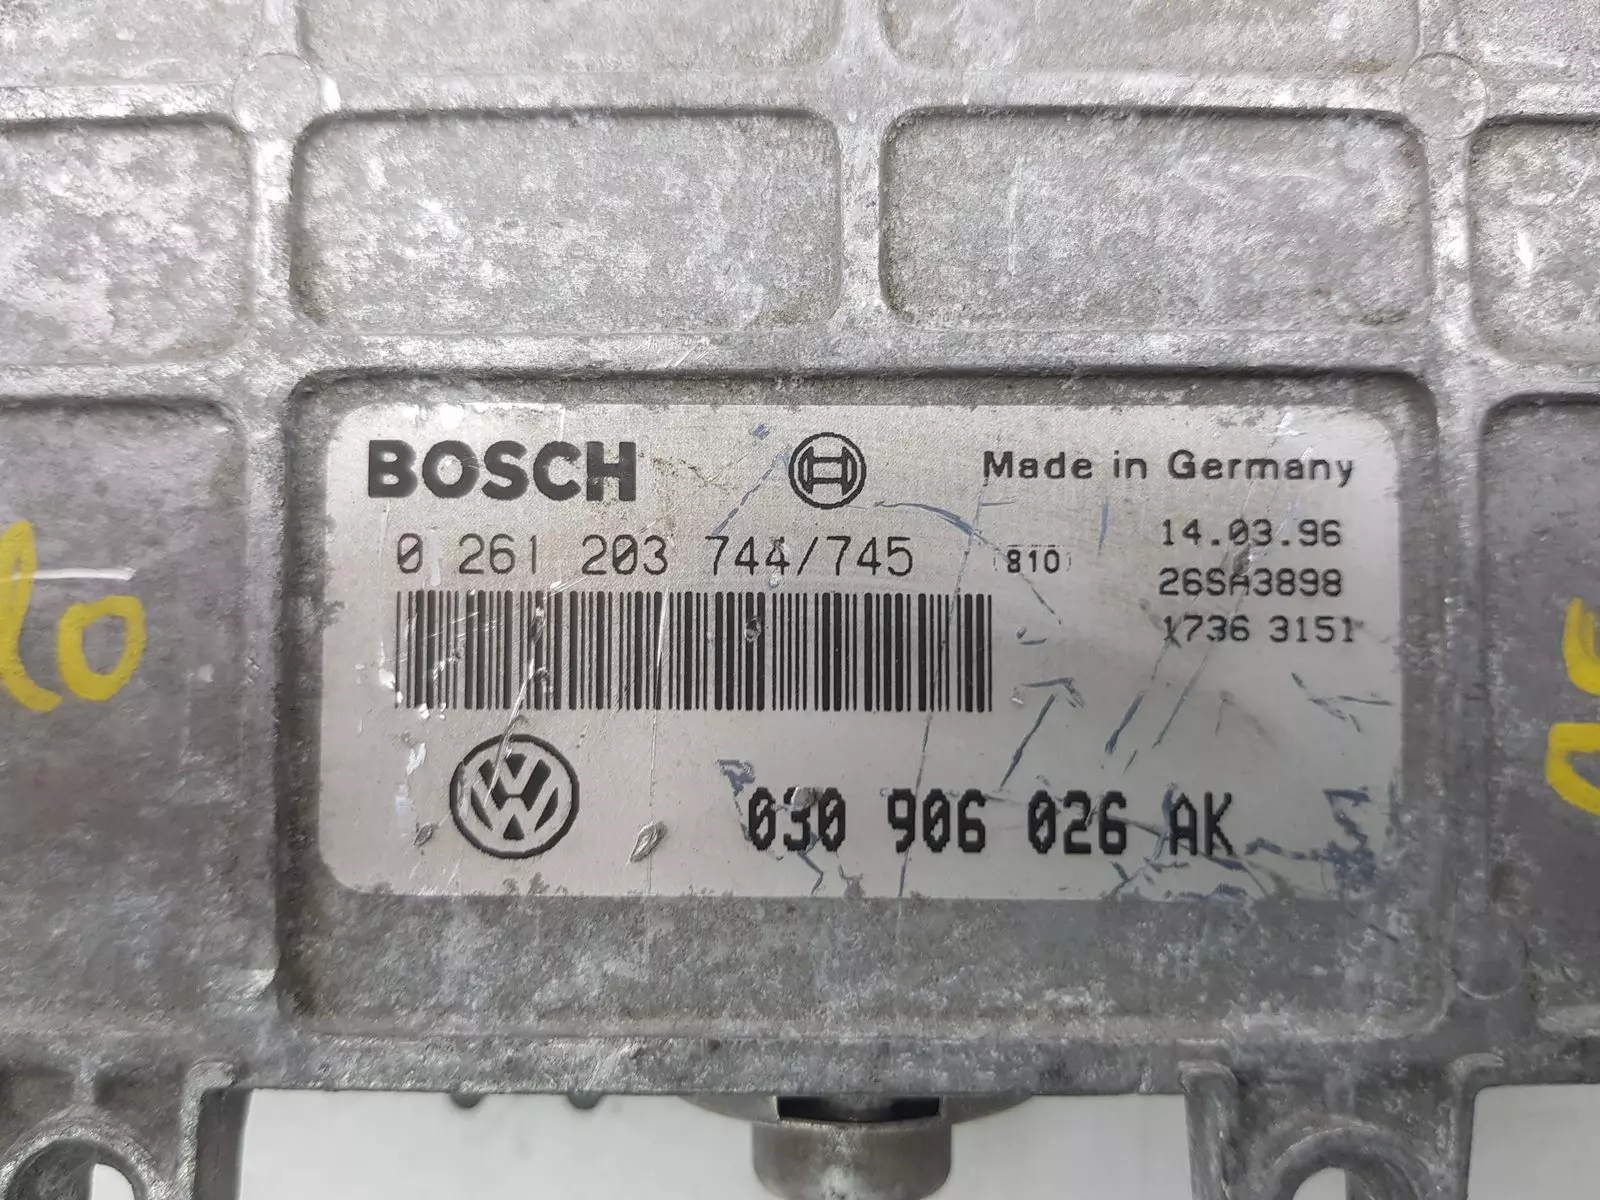 BOSCH
Made in Germany
0 261 203 744/745
810
14.03.96
26SA3898
1736 3151
030 906 026 AK
lo